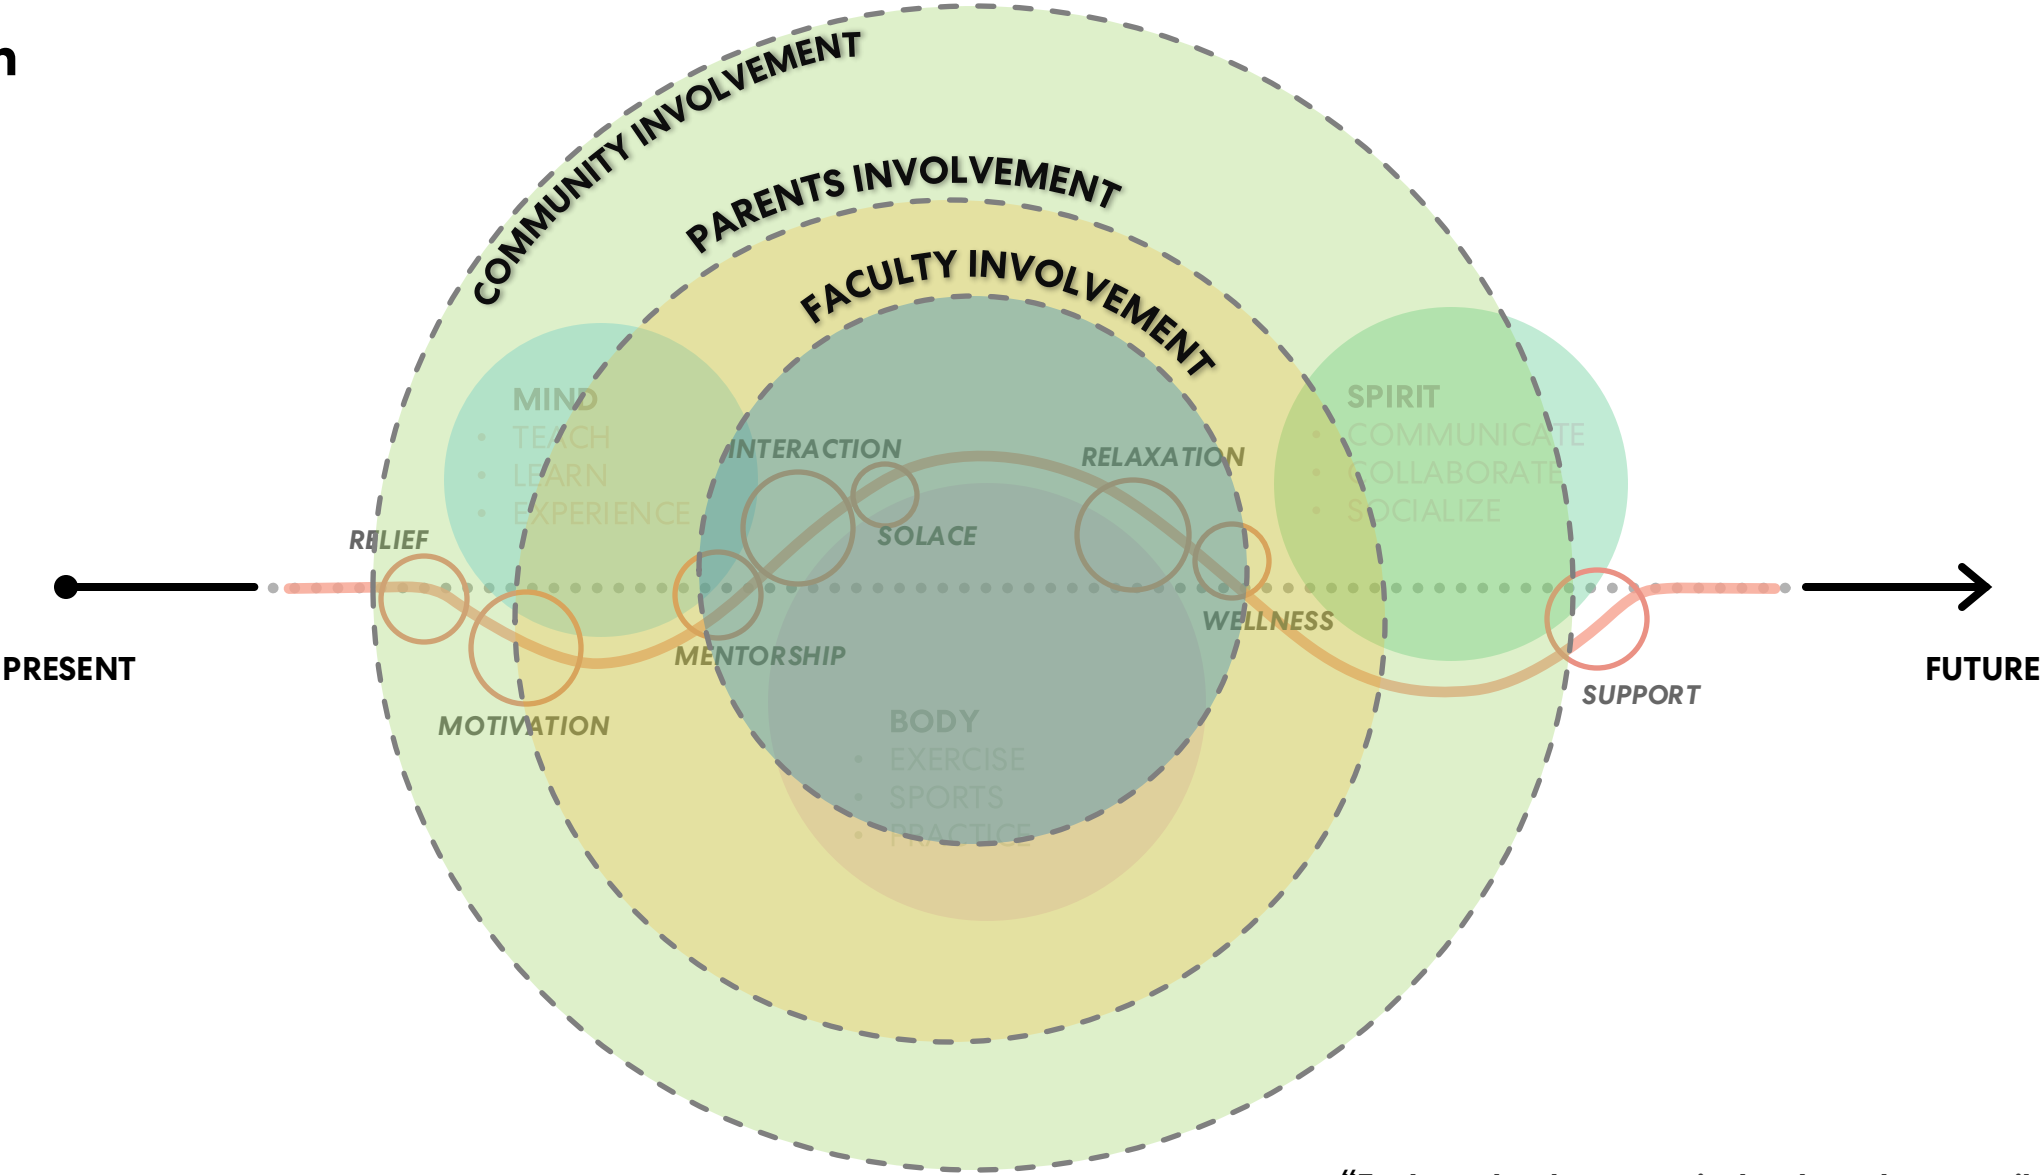 COMMUNITY INVOLVEMENT
PARENTS INVOLVEMENT
FACULTY INVOLVEMENT
MIND
• TEACH
• LEARN
• EXPERIENCE
SPIRIT
• COMMUNICATE
• COLLABORATE
• SOCIALIZE
INTERACTION
RELAXATION
RELIEF
SOLACE
WELLNESS
MENTORSHIP
PRESENT
FUTURE
SUPPORT
MOTIVATION
BODY
• EXERCISE
• SPORTS
• PRACTICE